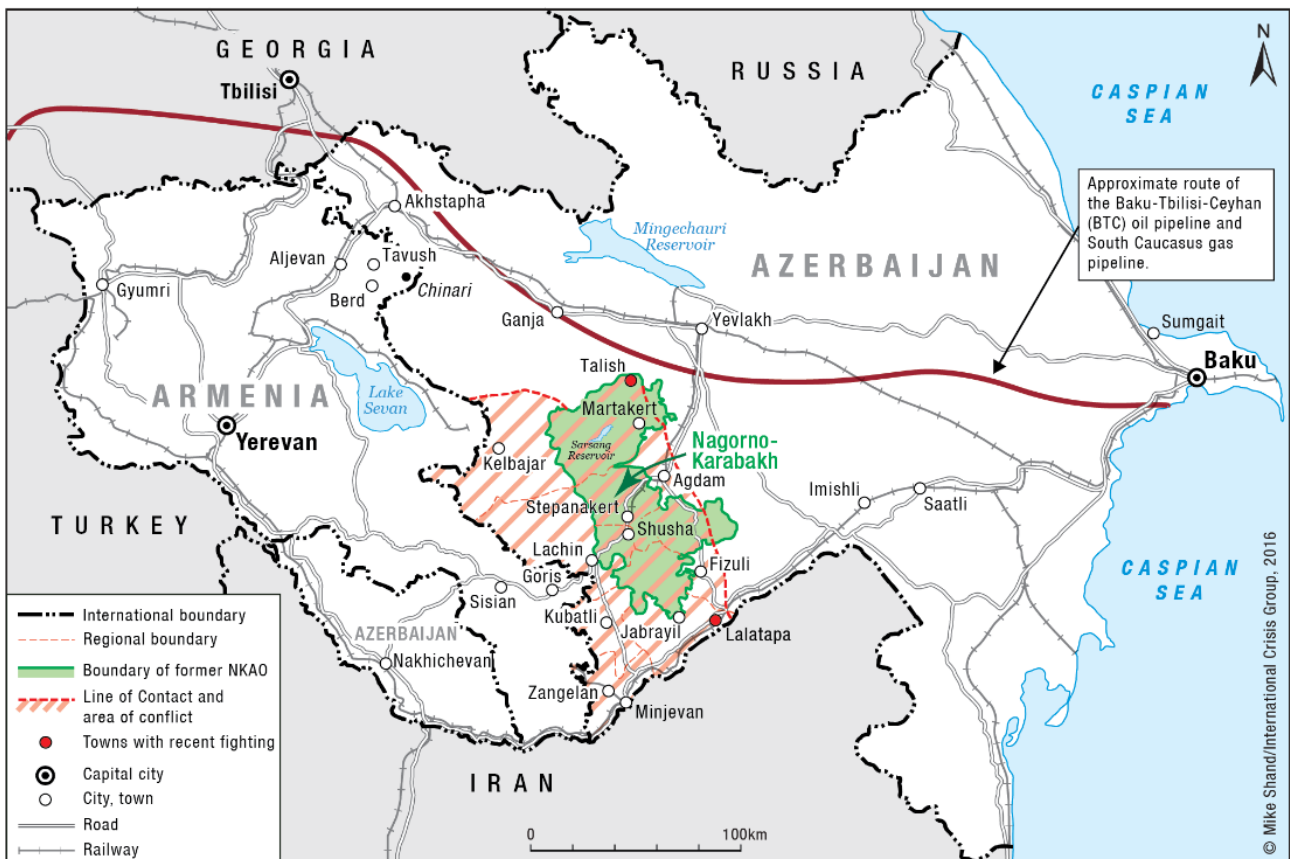 GEORGIA
Tbilisi
RUSSIA
N
CASPIAN
SEA
Approximate route of
the Baku-Tbilisi-Ceyhan
(BTC) oil pipeline and
South Caucasus gas
pipeline.
Akhstapha
Mingechauri
Reservoir
Aljevan
Tavush
AZERBAIJAN
Gyumri
Berd
Chinari
Ganja
Yevlakh
Sumgait
Baku
Talish
Lake
Sevan
ARMENIA
Martakert
Yerevan
Sarsang
Reservoir
Nagorno-
Karabakh
Kelbajar
Agdam
Imishli
Saatli
TURKEY
Stepanakert
Shusha
Lachin
Fizuli
CASPIAN
SEA
Goris
Sisian
Kubatli
Jabrayil
Lalatapa
AZERBAIJAN
Nakhichevan
Zangelan
Minjevan
IRAN
International boundary
Regional boundary
Boundary of former NKAO
Line of Contact and
area of conflict
Towns with recent fighting
Capital city
City, town
Road
Railway
0 100km
© Mike Shand/International Crisis Group, 2016